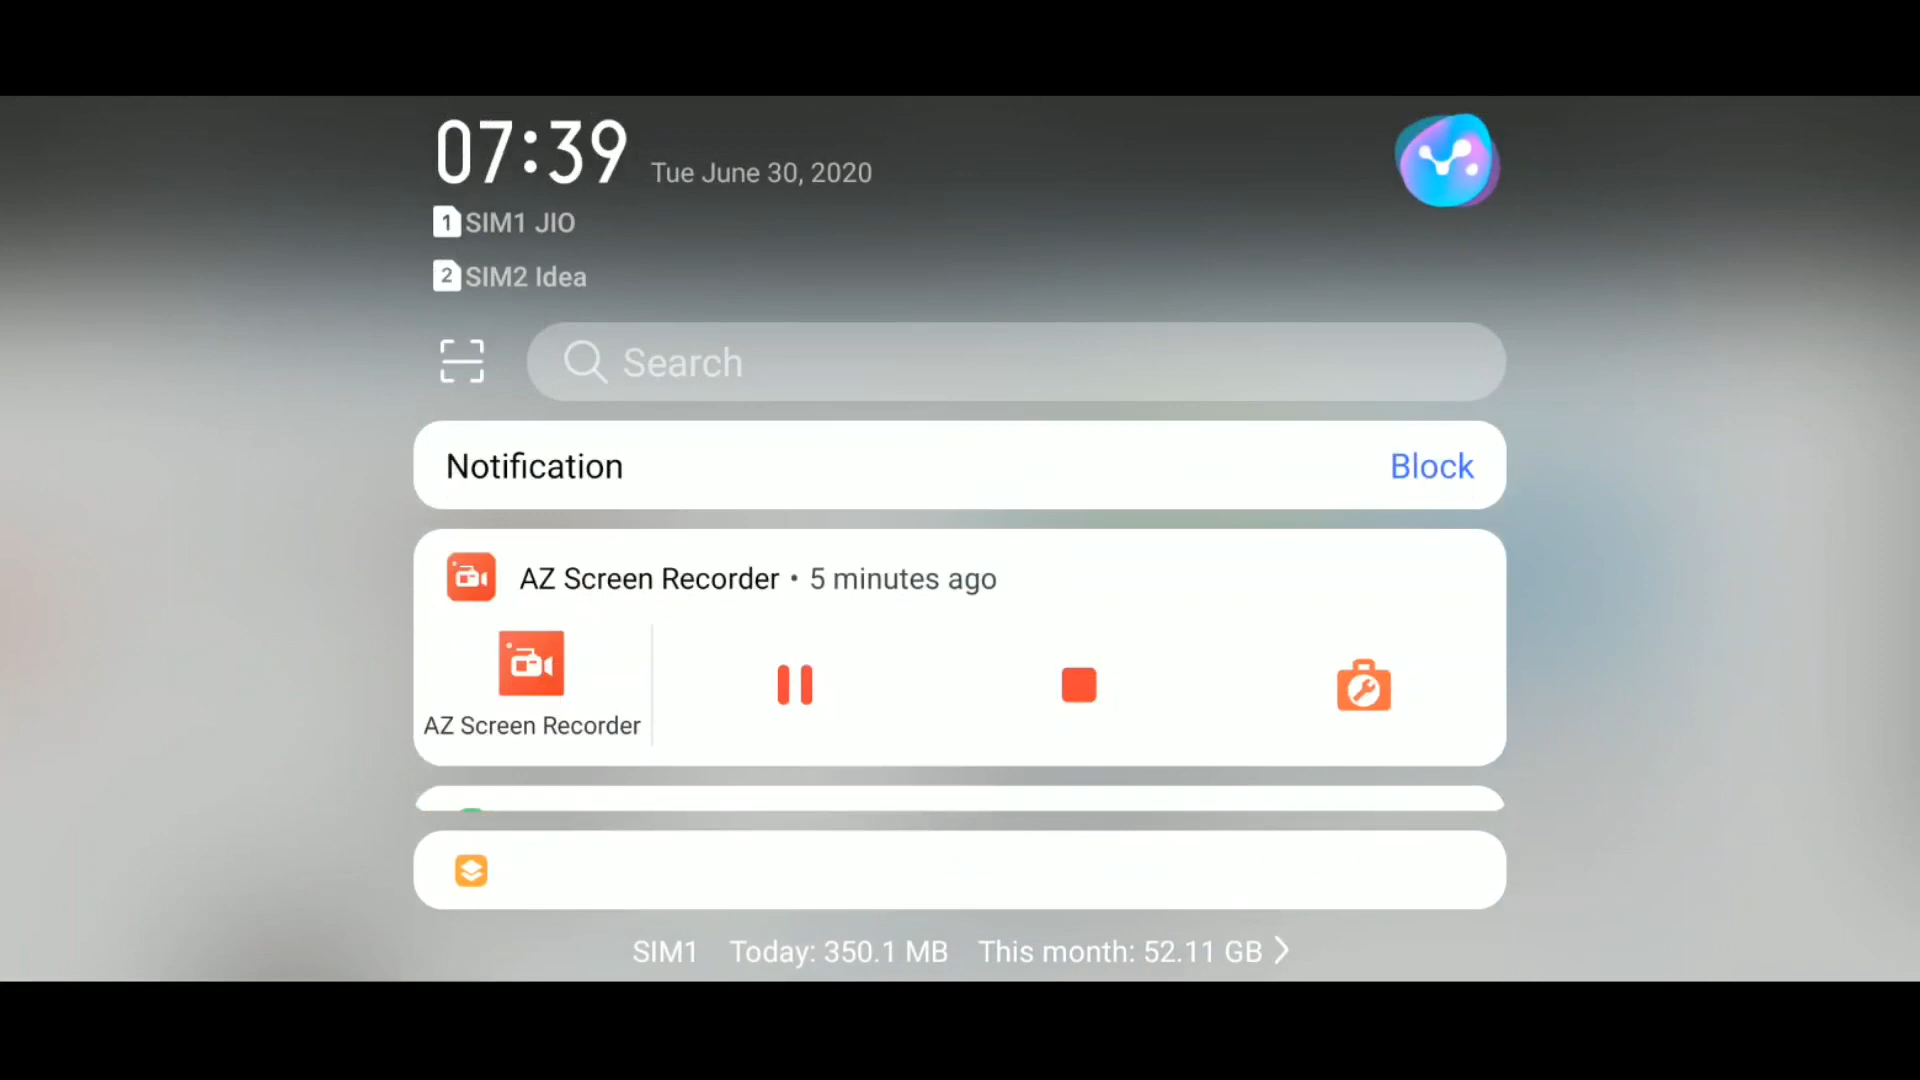 07:39 Tue June 30, 2020
1 SIM1 JIO
2 SIM2 Idea
Search
Notification Block
AZ Screen Recorder • 5 minutes ago
AZ Screen Recorder
SIM1 Today: 350.1 MB This month: 52.11 GB